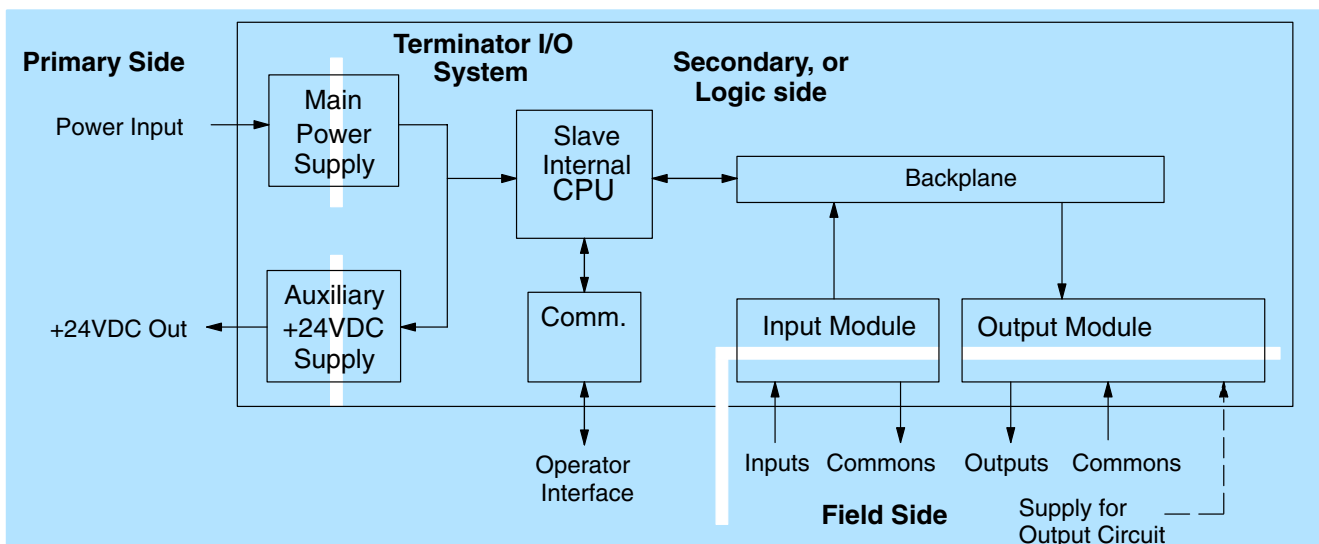 Primary Side
Terminator I/O
System
Secondary, or
Logic side
Power Input
Main
Power
Supply
Slave
Internal
CPU
Backplane
Auxiliary
+24VDC
Supply
+24VDC Out
Comm.
Input Module
Output Module
Operator
Interface
Inputs
Commons
Outputs
Commons
Field Side
Supply for
Output Circuit